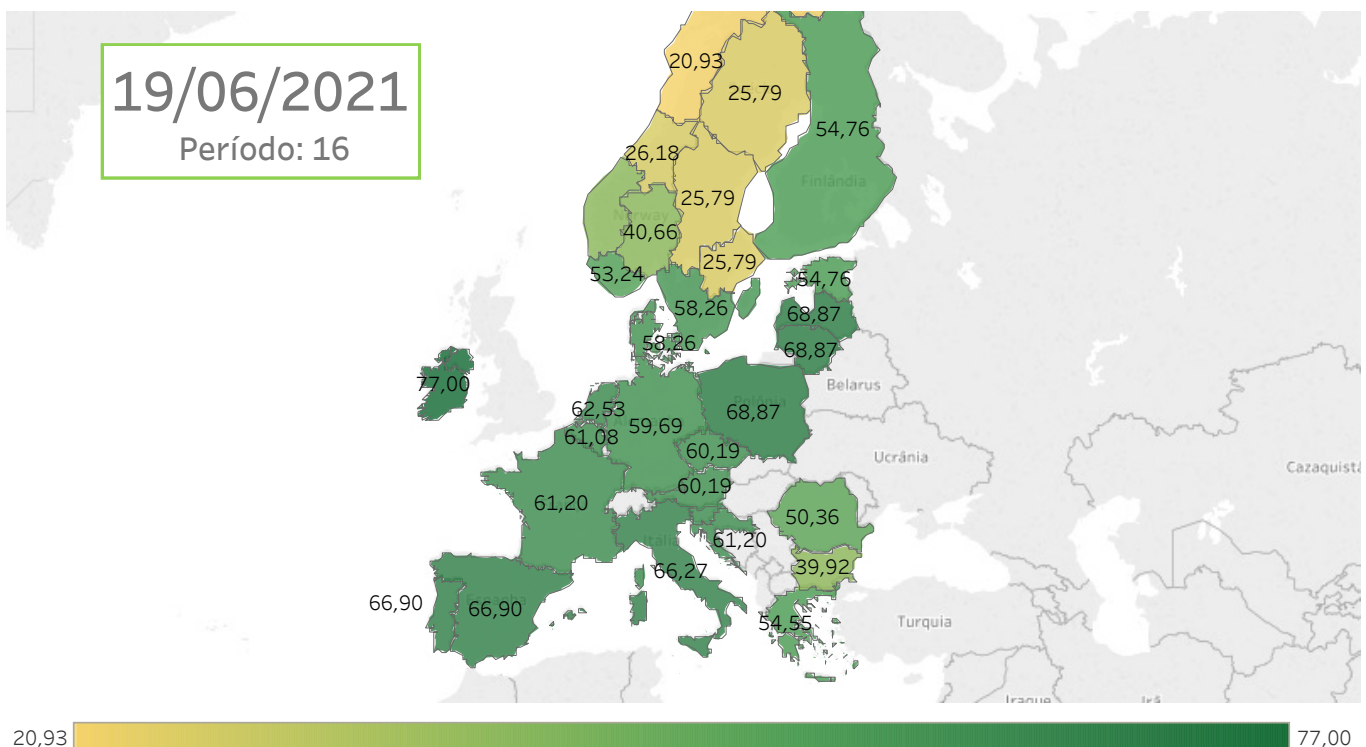 19/06/2021
Período: 16
20,93
25,79
54,76
26,18
Finlândia
25,79
Norway
40,66
25,79
53,24
54,76
58,26
68,87
58,26
68,87
77,00
Belarus
62,53
Polónia
68,87
59,69
61,08
60,19
Ucrânia
Cazaquistã
60,19
61,20
50,36
61,20
Itália
39,92
66,27
66,90
Espanha
66,90
54,55
Turquia
Iraque
Irã
20,93
77,00